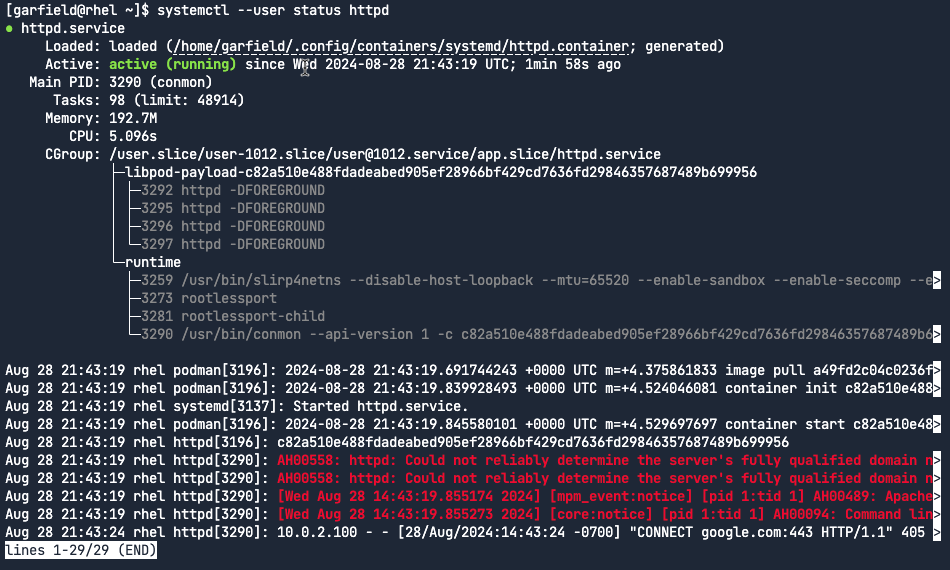 [garfield@rhel ~]$ systemctl --user status httpd
● httpd.service
Loaded: loaded (/home/garfield/.config/containers/systemd/httpd.container; generated)
Active: active (running) since Wed 2024-08-28 21:43:19 UTC; 1min 58s ago
Main PID: 3290 (conmon)
Tasks: 98 (limit: 48914)
Memory: 192.7M
CPU: 5.096s
CGroup: /user.slice/user-1012.slice/user@1012.service/app.slice/httpd.service
├─libpod-payload-c82a510e488fdadeabed905ef28966bf429cd7636fd29846357687489b699956
│ ├─3292 httpd -DFOREGROUND
│ ├─3295 httpd -DFOREGROUND
│ ├─3296 httpd -DFOREGROUND
│ └─3297 httpd -DFOREGROUND
└─runtime
├─3259 /usr/bin/slirp4netns --disable-host-loopback --mtu=65520 --enable-sandbox --enable-seccomp --e>
├─3273 rootlessport
├─3281 rootlessport-child
└─3290 /usr/bin/conmon --api-version 1 -c c82a510e488fdadeabed905ef28966bf429cd7636fd29846357687489b6>
Aug 28 21:43:19 rhel podman[3196]: 2024-08-28 21:43:19.691744243 +0000 UTC m=+4.375861833 image pull a49fd2c04c0236f>
Aug 28 21:43:19 rhel podman[3196]: 2024-08-28 21:43:19.839928493 +0000 UTC m=+4.524046081 container init c82a510e488>
Aug 28 21:43:19 rhel systemd[3137]: Started httpd.service.
Aug 28 21:43:19 rhel podman[3196]: 2024-08-28 21:43:19.845580101 +0000 UTC m=+4.529697697 container start c82a510e48>
Aug 28 21:43:19 rhel httpd[3196]: c82a510e488fdadeabed905ef28966bf429cd7636fd29846357687489b699956
Aug 28 21:43:19 rhel httpd[3290]: AH00558: httpd: Could not reliably determine the server's fully qualified domain n>
Aug 28 21:43:19 rhel httpd[3290]: AH00558: httpd: Could not reliably determine the server's fully qualified domain n>
Aug 28 21:43:19 rhel httpd[3290]: [Wed Aug 28 14:43:19.855174 2024] [mpm_event:notice] [pid 1:tid 1] AH00489: Apache>
Aug 28 21:43:19 rhel httpd[3290]: [Wed Aug 28 14:43:19.855273 2024] [core:notice] [pid 1:tid 1] AH00094: Command lin>
Aug 28 21:43:24 rhel httpd[3290]: 10.0.2.100 - - [28/Aug/2024:14:43:24 -0700] "CONNECT google.com:443 HTTP/1.1" 405 >
lines 1-29/29 (END)